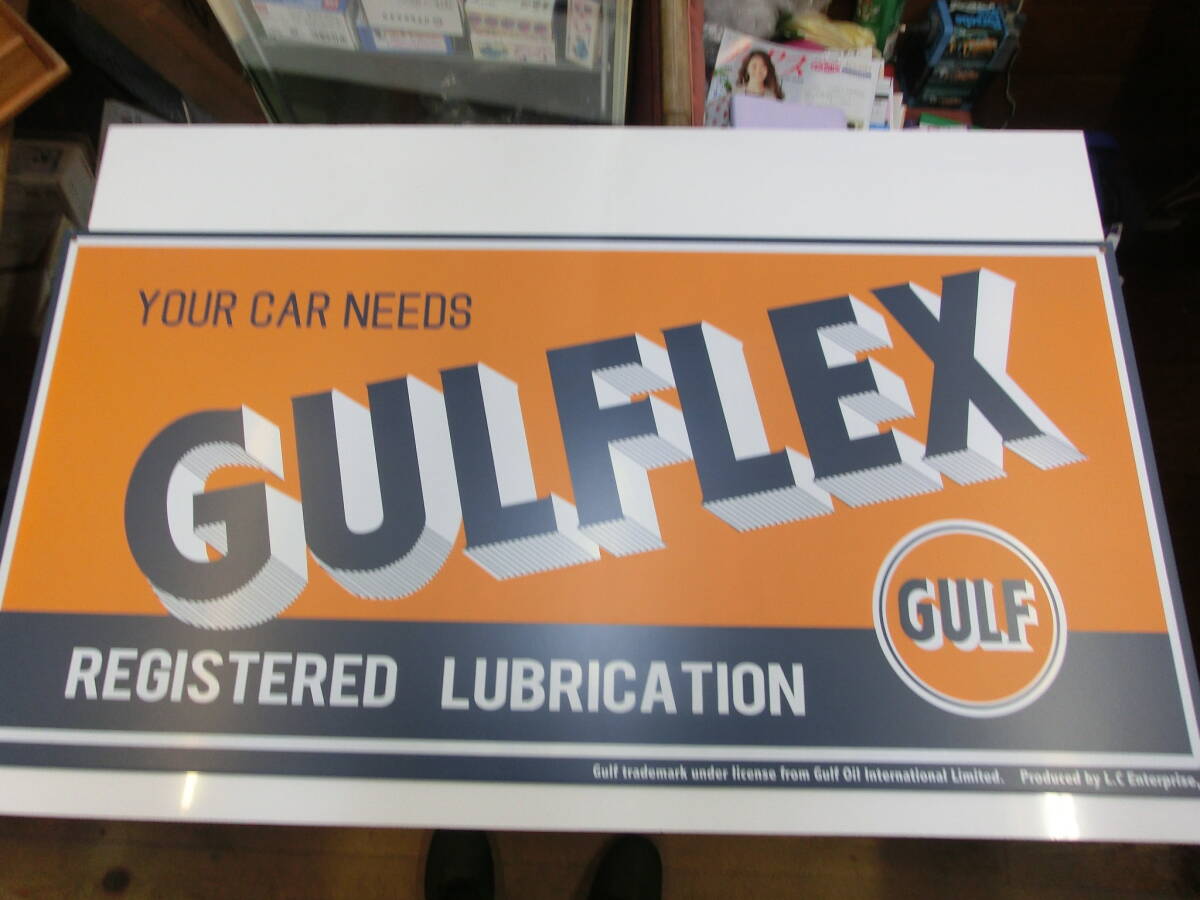 YOUR CAR NEEDS
GULFLEX
GULF
REGISTERED LUBRICATION
Gulf trademark under license from Gulf Oil International Limited. Produced by L.C Enterprise.